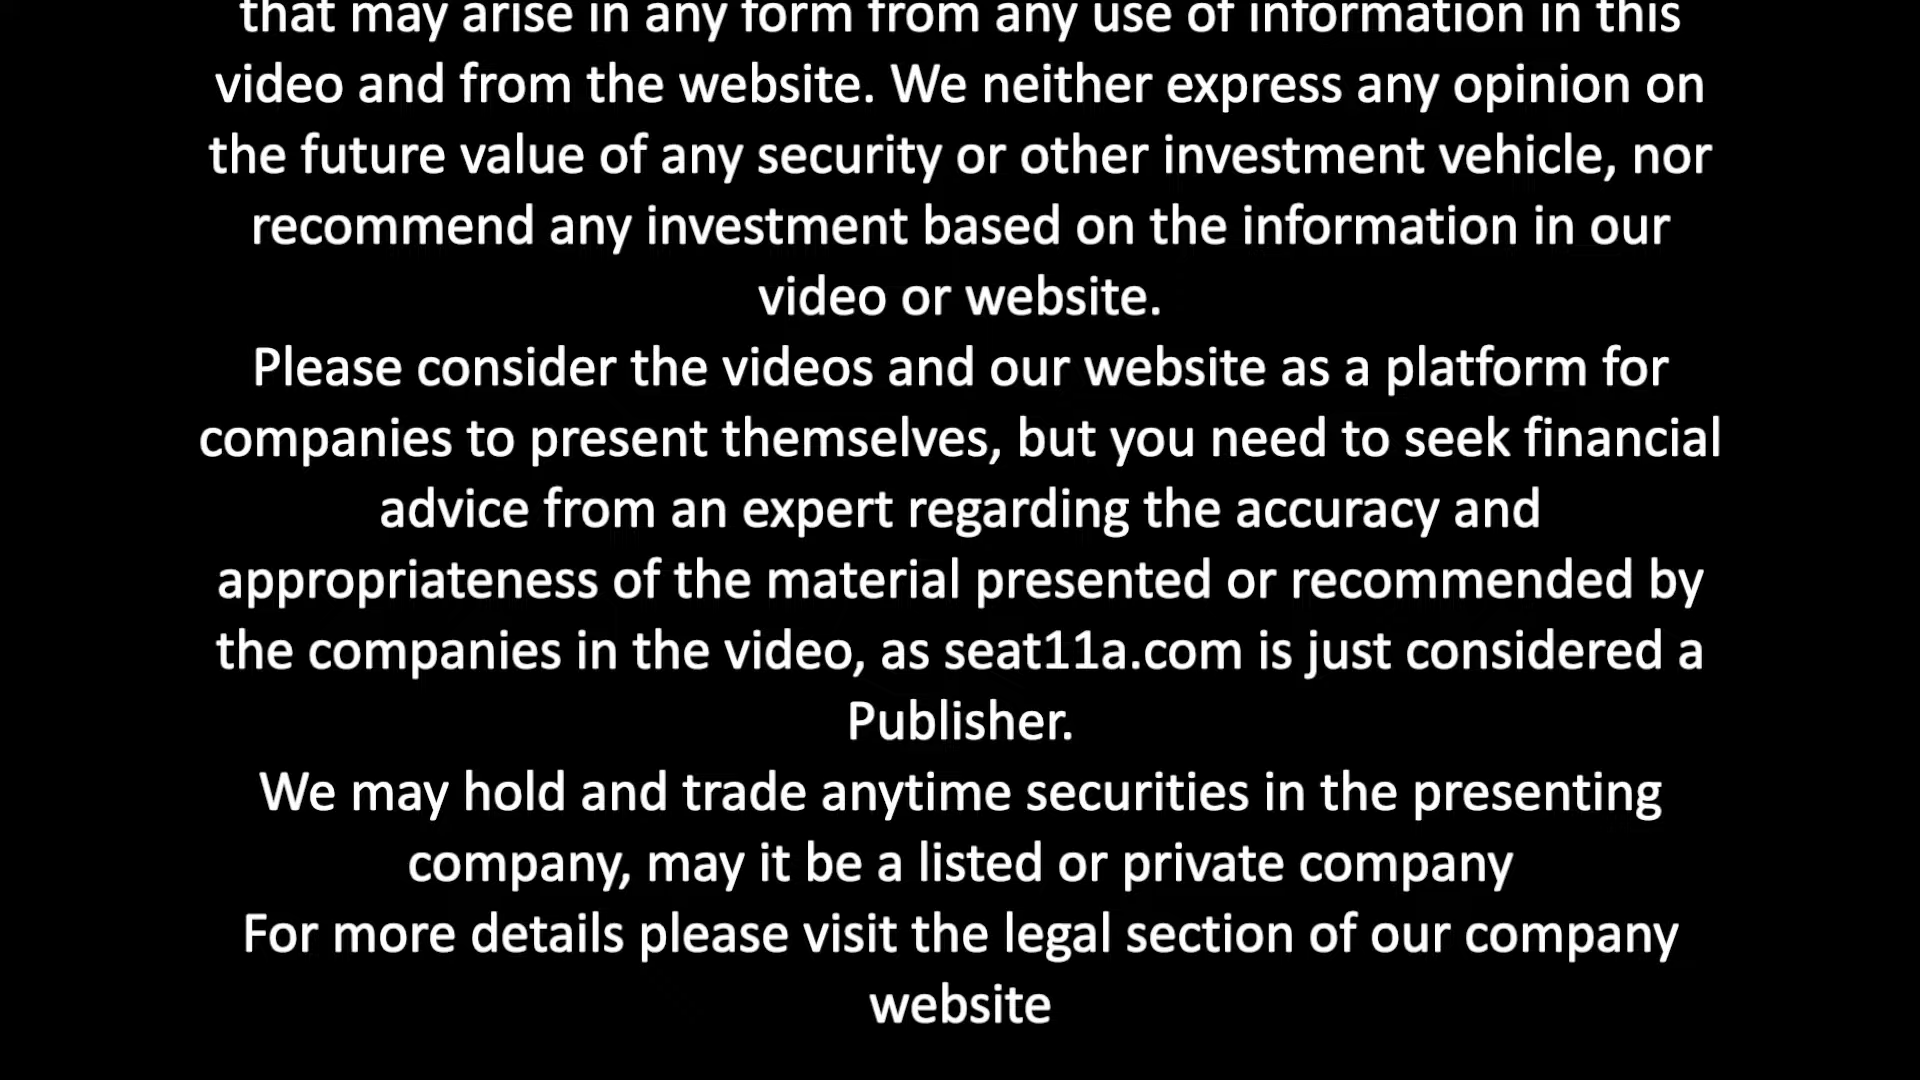 that may arise in any form from any use of information in this
video and from the website. We neither express any opinion on
the future value of any security or other investment vehicle, nor
recommend any investment based on the information in our
video or website.
Please consider the videos and our website as a platform for
companies to present themselves, but you need to seek financial
advice from an expert regarding the accuracy and
appropriateness of the material presented or recommended by
the companies in the video, as seat11a.com is just considered a
Publisher.
We may hold and trade anytime securities in the presenting
company, may it be a listed or private company
For more details please visit the legal section of our company
website